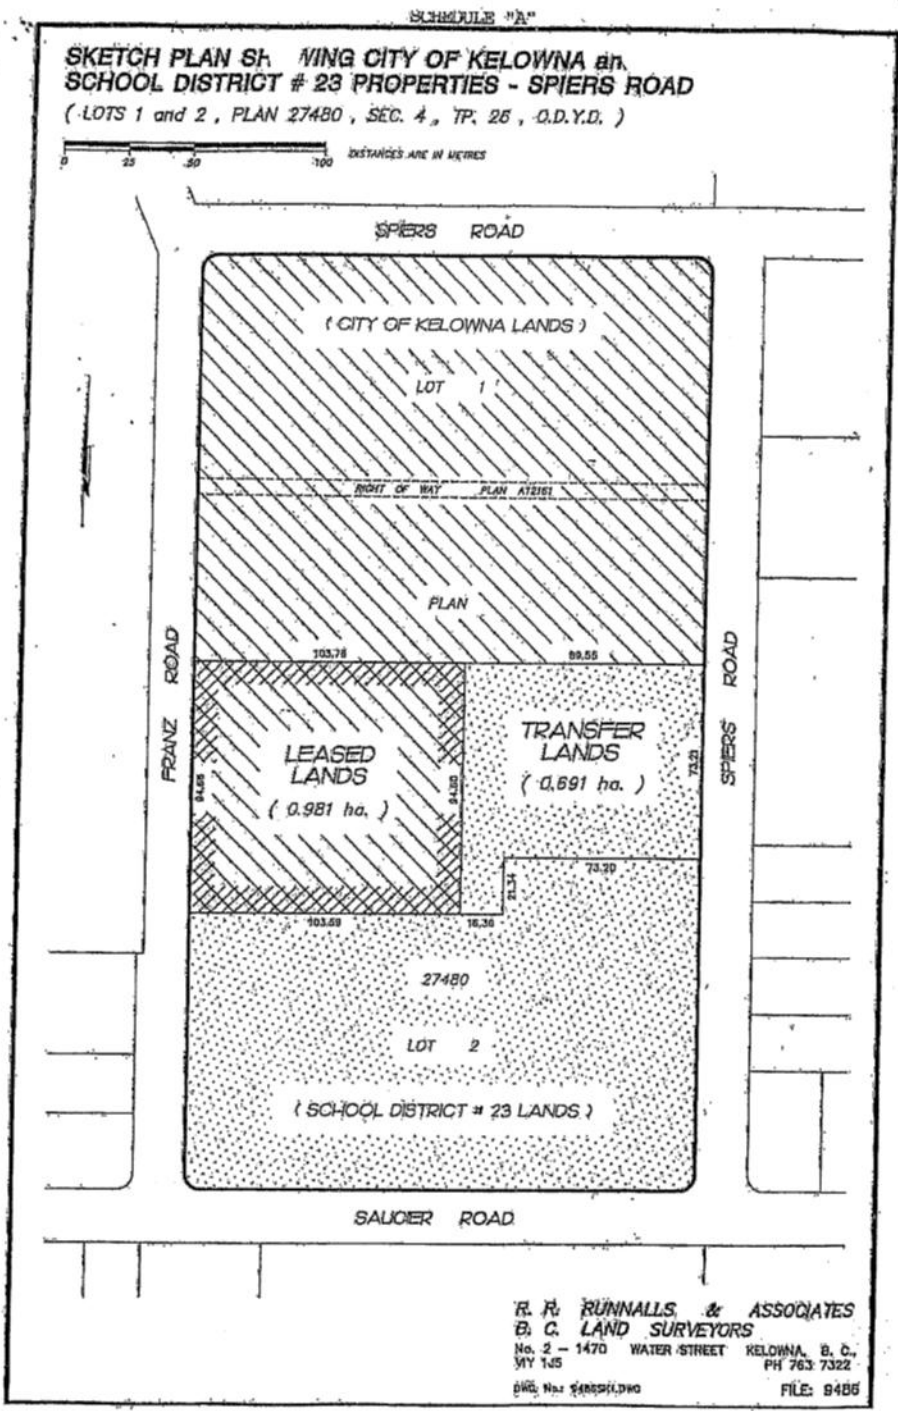 SCHEDULE "A"
SKETCH PLAN SH WING CITY OF KELOWNA an
SCHOOL DISTRICT # 23 PROPERTIES - SPIERS ROAD
( LOTS 1 and 2 , PLAN 27480 , SEC. 4 , TP. 26 , O.D.Y.D. )
0 25 50 100 DISTANCES ARE IN METRES
SPIERS ROAD
( CITY OF KELOWNA LANDS )
LOT 1
RIGHT OF WAY PLAN A12161
PLAN
FRANZ ROAD
SPIERS ROAD
103.78 89.55
LEASED
LANDS
( 0.981 ha. )
TRANSFER
LANDS
( 0.691 ha. )
94.65
94.60
73.21
73.20
21.34
103.69 16.36
27480
LOT 2
( SCHOOL DISTRICT # 23 LANDS )
SAUCIER ROAD
R. R. RUNNALLS & ASSOCIATES
B. C. LAND SURVEYORS
No. 2 - 1470 WATER STREET KELOWNA, B. C.,
V1Y 1J5 PH 763 7322
DWG. No.: FILE: 9486